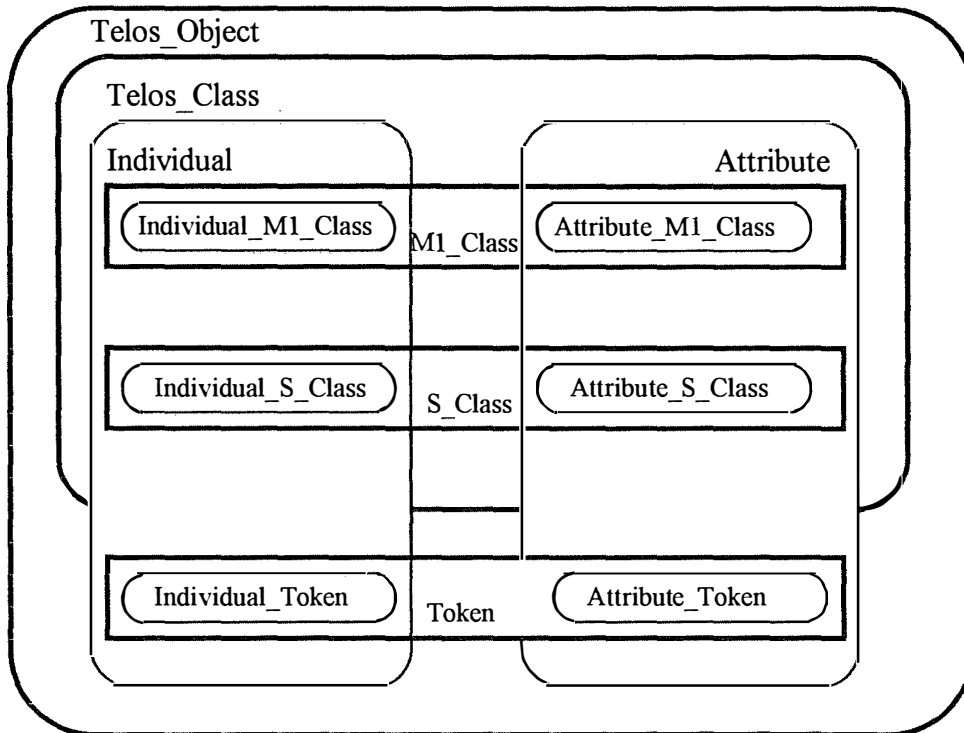 Telos_Object
Telos_Class
Individual
Attribute
Individual_M1_Class
M1_Class
Attribute_M1_Class
Individual_S_Class
S_Class
Attribute_S_Class
Individual_Token
Token
Attribute_Token